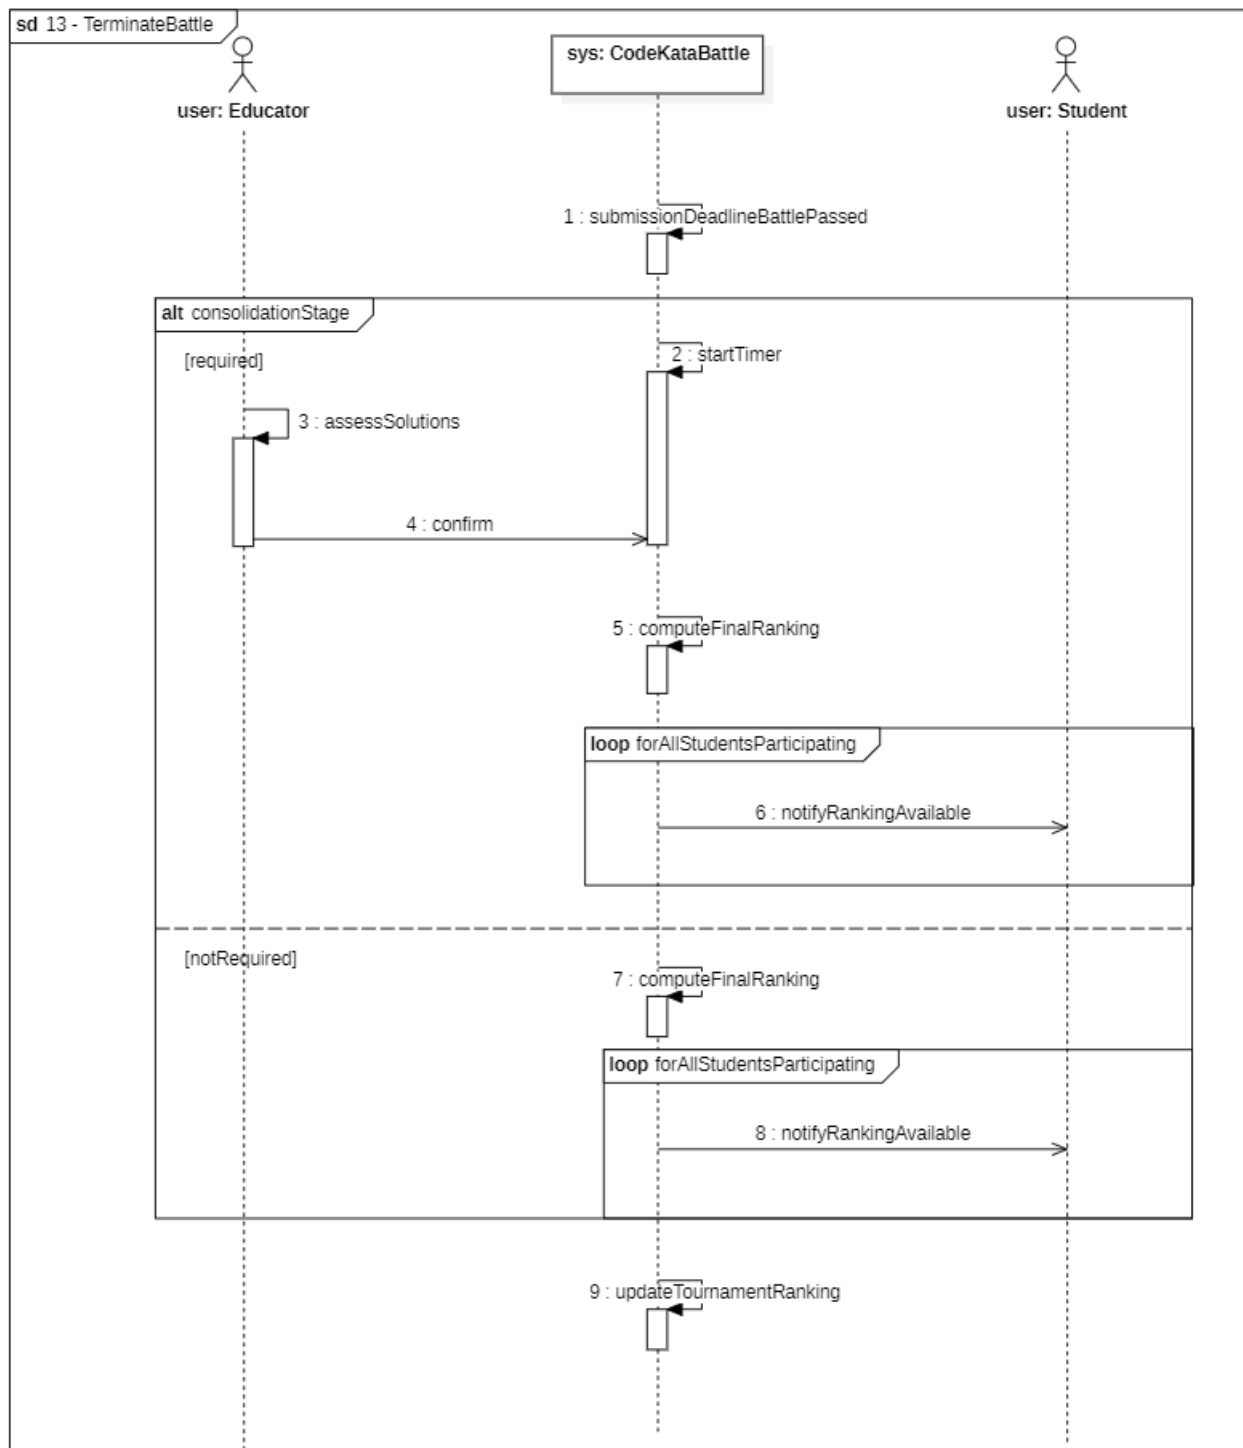 sd 13 - TerminateBattle
user: Educator
sys: CodeKataBattle
user: Student
1 : submissionDeadlineBattlePassed
alt consolidationStage
[required]
2 : startTimer
3 : assessSolutions
4 : confirm
5 : computeFinalRanking
loop forAllStudentsParticipating
6 : notifyRankingAvailable
[notRequired]
7 : computeFinalRanking
loop forAllStudentsParticipating
8 : notifyRankingAvailable
9 : updateTournamentRanking